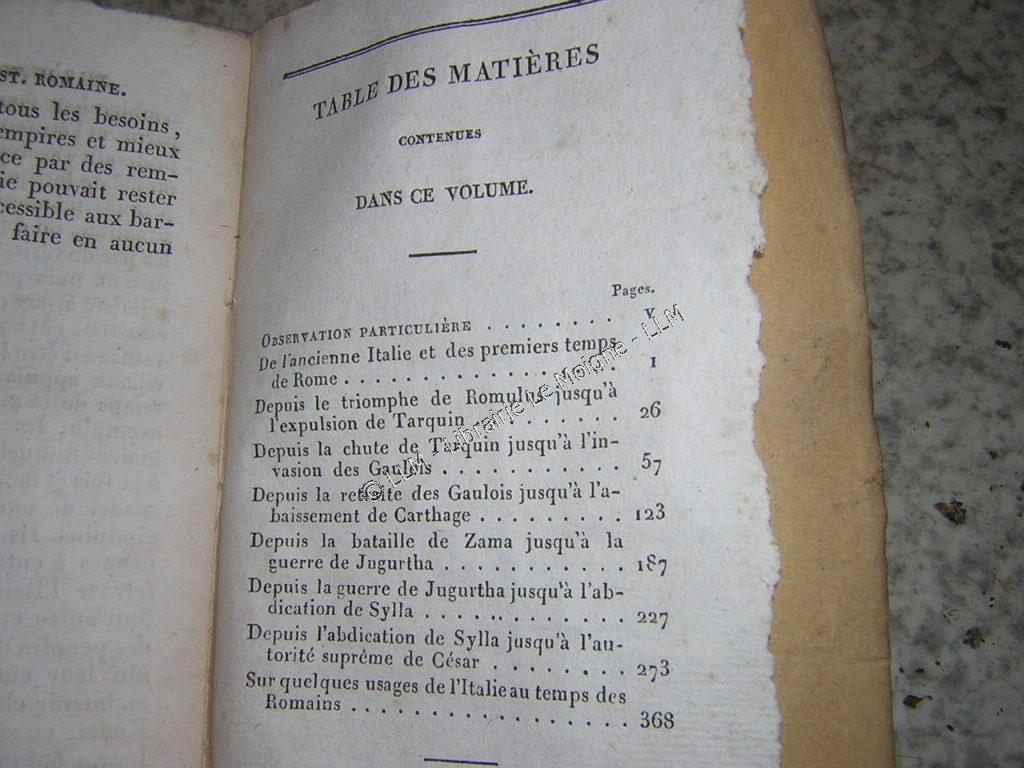 ST. ROMAINE.
tous les besoins,
empires et mieux
ce par des rem-
ie pouvait rester
cessible aux bar-
faire en aucun
TABLE DES MATIÈRES
CONTENUES
DANS CE VOLUME.
Pages.
OBSERVATION PARTICULIÈRE . . . . . . . . V
De l'ancienne Italie et des premiers temps
de Rome . . . . . . . . . . . . . . . 1
Depuis le triomphe de Romulus jusqu'à
l'expulsion de Tarquin . . . . . . . . 26
Depuis la chute de Tarquin jusqu'à l'in-
vasion des Gaulois . . . . . . . . . . . 57
Depuis la retraite des Gaulois jusqu'à l'a-
baissement de Carthage . . . . . . . . . 123
Depuis la bataille de Zama jusqu'à la
guerre de Jugurtha . . . . . . . . . . . 187
Depuis la guerre de Jugurtha jusqu'à l'ab-
dication de Sylla . . . . . . . . . . . . 227
Depuis l'abdication de Sylla jusqu'à l'au-
torité suprême de César . . . . . . . . 273
Sur quelques usages de l'Italie au temps des
Romains . . . . . . . . . . . . . . . . 368
© LLM - Librairie Le Moigne - LLM